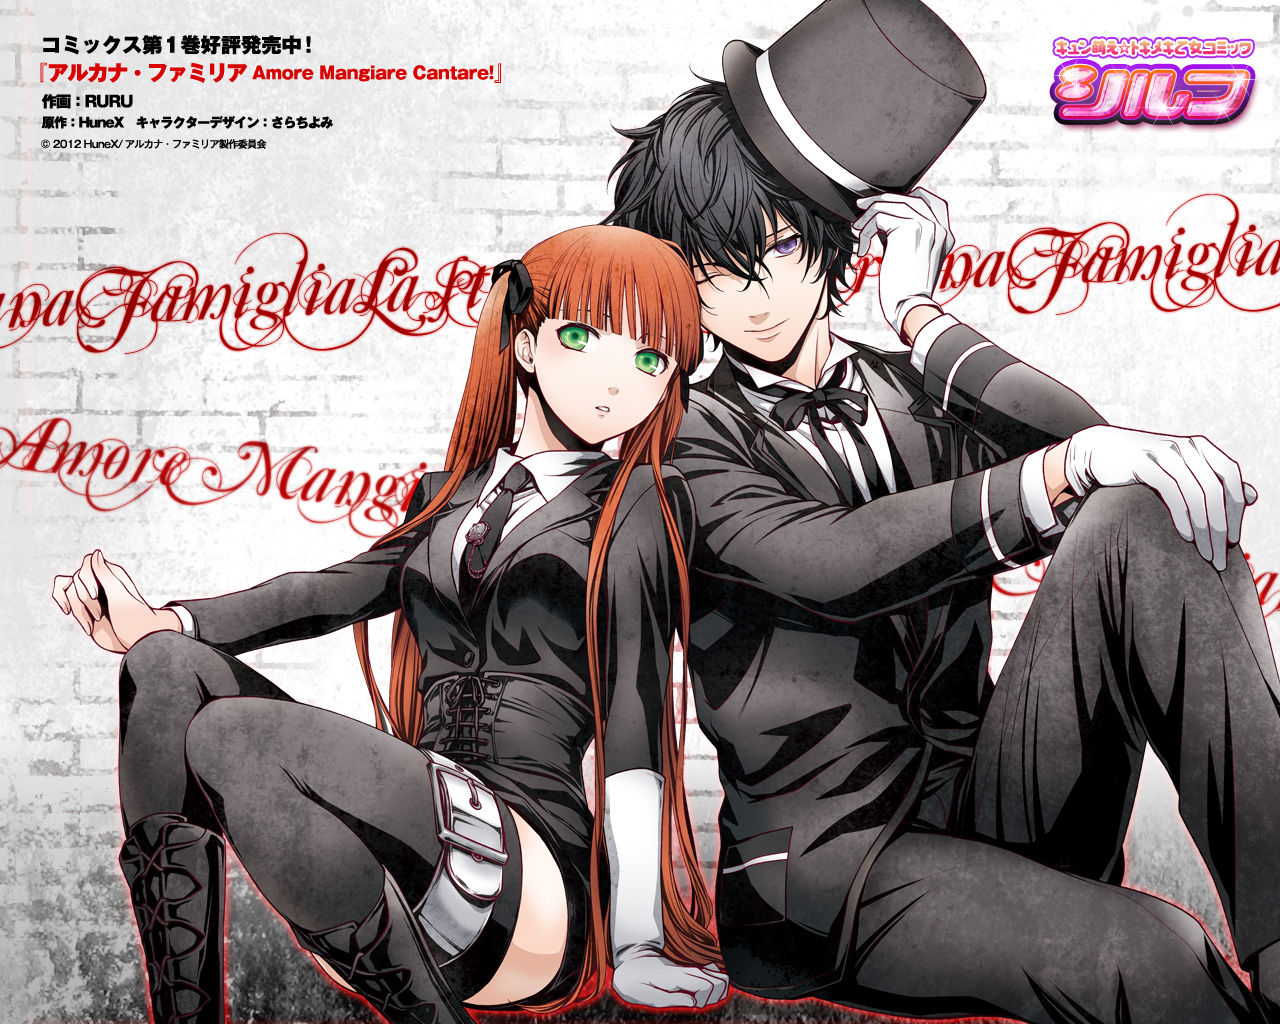 コミックス第1巻好評発売中!
『アルカナ・ファミリア Amore Mangiare Cantare!』
作画:RURU
原作:HuneX キャラクターデザイン:さらちよみ
© 2012 HuneX/アルカナ・ファミリア製作委員会
キュン萌え☆トキメキ乙女コミック
シルフ
Famiglia La
Famiglia
Amore